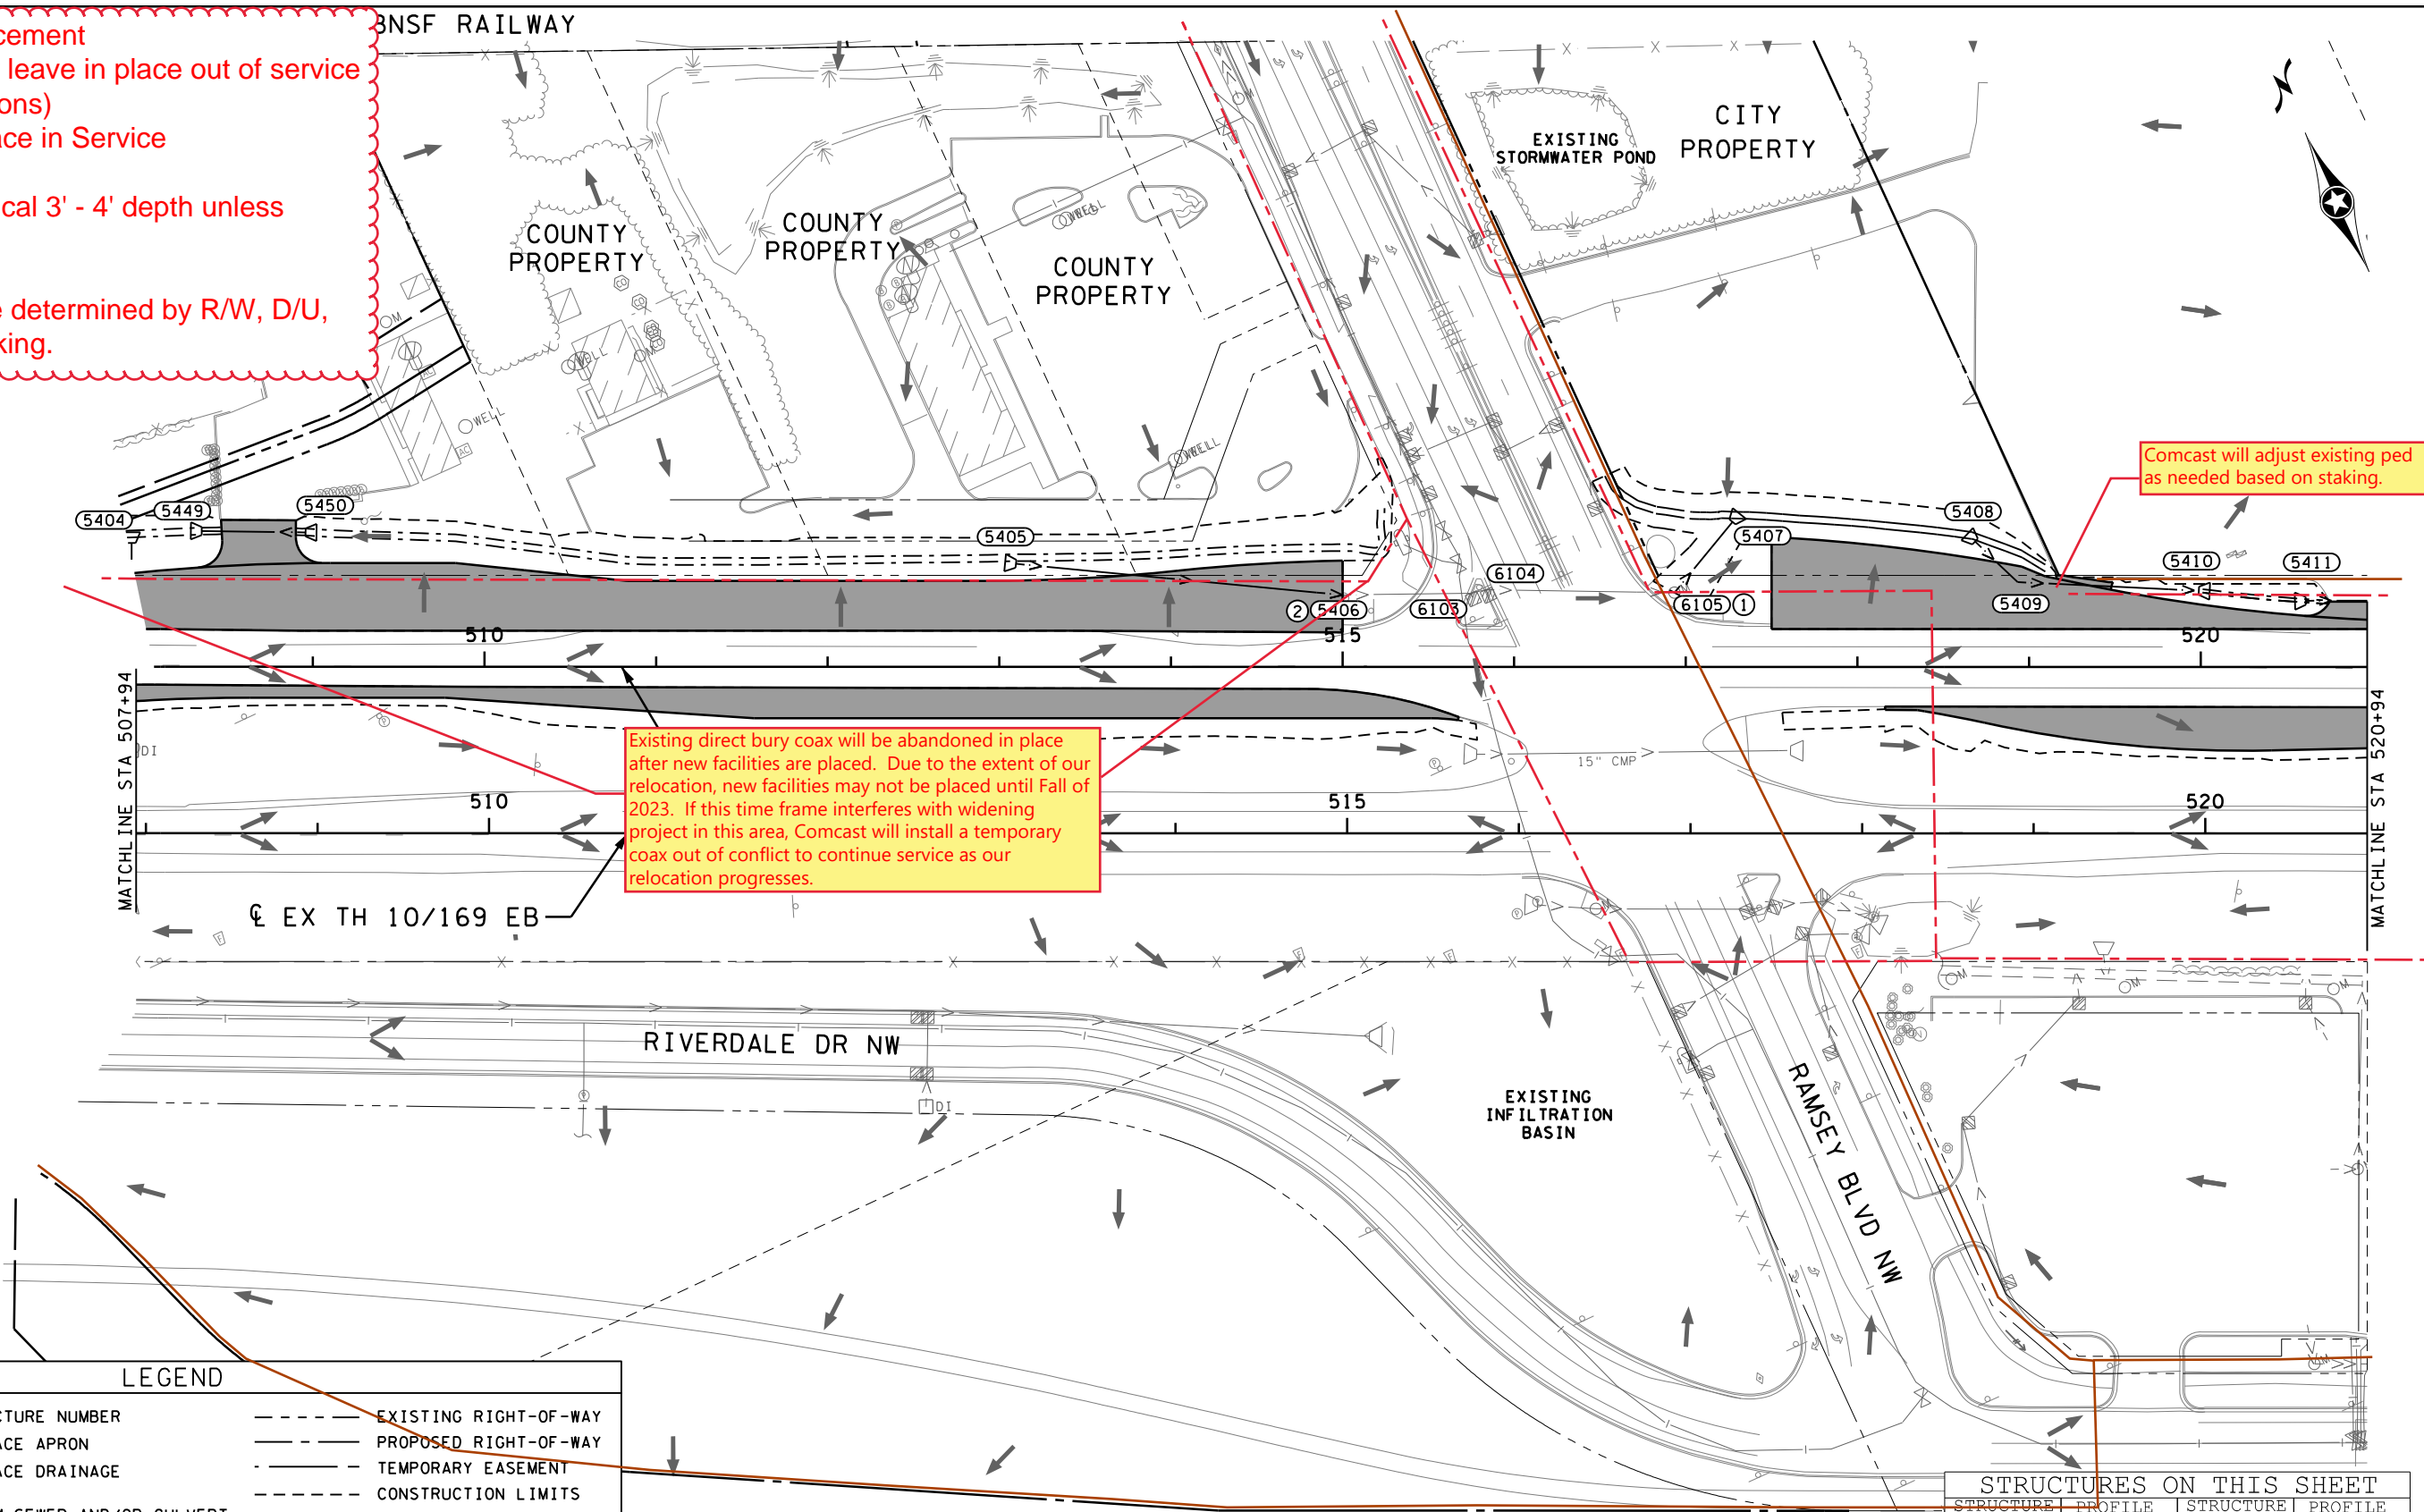 cement
leave in place out of service
ons)
ace in Service
ical 3' - 4' depth unless
e determined by R/W, D/U,
king.
BNSF RAILWAY
COUNTY
PROPERTY
COUNTY
PROPERTY
COUNTY
PROPERTY
EXISTING
STORMWATER POND
CITY
PROPERTY
WELL
WELL
WELL
WELL
M
M
M
AC
AC
Comcast will adjust existing ped
as needed based on staking.
5404
5449
5450
5405
2
5406
6103
6104
6105
1
5407
5408
5409
5410
5411
510
515
520
MATCHLINE STA 507+94
MATCHLINE STA 520+94
DI
Existing direct bury coax will be abandoned in place
after new facilities are placed.  Due to the extent of our
relocation, new facilities may not be placed until Fall of
2023.  If this time frame interferes with widening
project in this area, Comcast will install a temporary
coax out of conflict to continue service as our
relocation progresses.
15" CMP
510
515
520
℄ EX TH 10/169 EB
M
M
M
RIVERDALE DR NW
DI
EXISTING
INFILTRATION
BASIN
RAMSEY BLVD NW
M
LEGEND
CTURE NUMBER
ACE APRON
ACE DRAINAGE
M SEWER AND/OR CULVERT
EXISTING RIGHT-OF-WAY
PROPOSED RIGHT-OF-WAY
TEMPORARY EASEMENT
CONSTRUCTION LIMITS
STRUCTURES ON THIS SHEET
STRUCTURE PROFILE STRUCTURE PROFILE